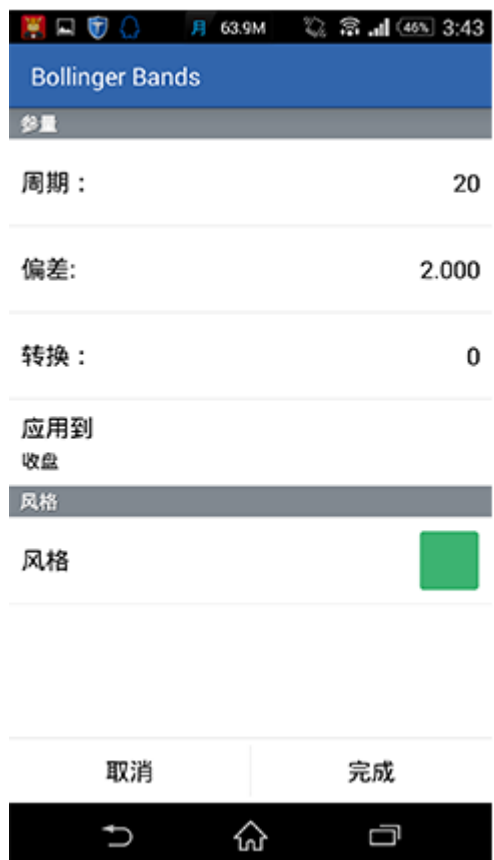 月 63.9M 46% 3:43
Bollinger Bands
参量
周期： 20
偏差: 2.000
转换： 0
应用到
收盘
风格
风格
取消 完成